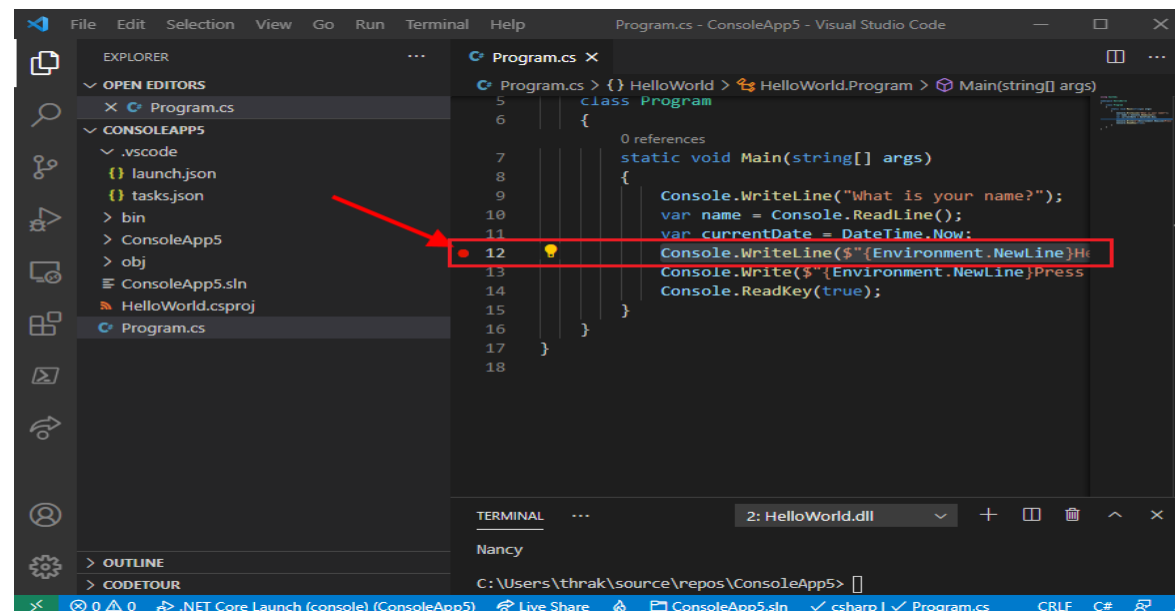 File Edit Selection View Go Run Terminal Help Program.cs - ConsoleApp5 - Visual Studio Code
EXPLORER
OPEN EDITORS
Program.cs
CONSOLEAPP5
.vscode
{} launch.json
{} tasks.json
bin
ConsoleApp5
obj
ConsoleApp5.sln
HelloWorld.csproj
C# Program.cs
OUTLINE
CODETOUR
C# Program.cs
C# Program.cs > {} HelloWorld > HelloWorld.Program > Main(string[] args)
5 class Program
6 {
0 references
7 static void Main(string[] args)
8 {
9 Console.WriteLine("What is your name?");
10 var name = Console.ReadLine();
11 var currentDate = DateTime.Now;
12 Console.WriteLine($"{Environment.NewLine}He
13 Console.Write($"{Environment.NewLine}Press
14 Console.ReadKey(true);
15 }
16 }
17 }
18
TERMINAL ··· 2: HelloWorld.dll
Nancy
C:\Users\thrak\source\repos\ConsoleApp5>
0 0 .NET Core Launch (console) (ConsoleApp5) Live Share ConsoleApp5.sln csharp | Program.cs CRLF C#